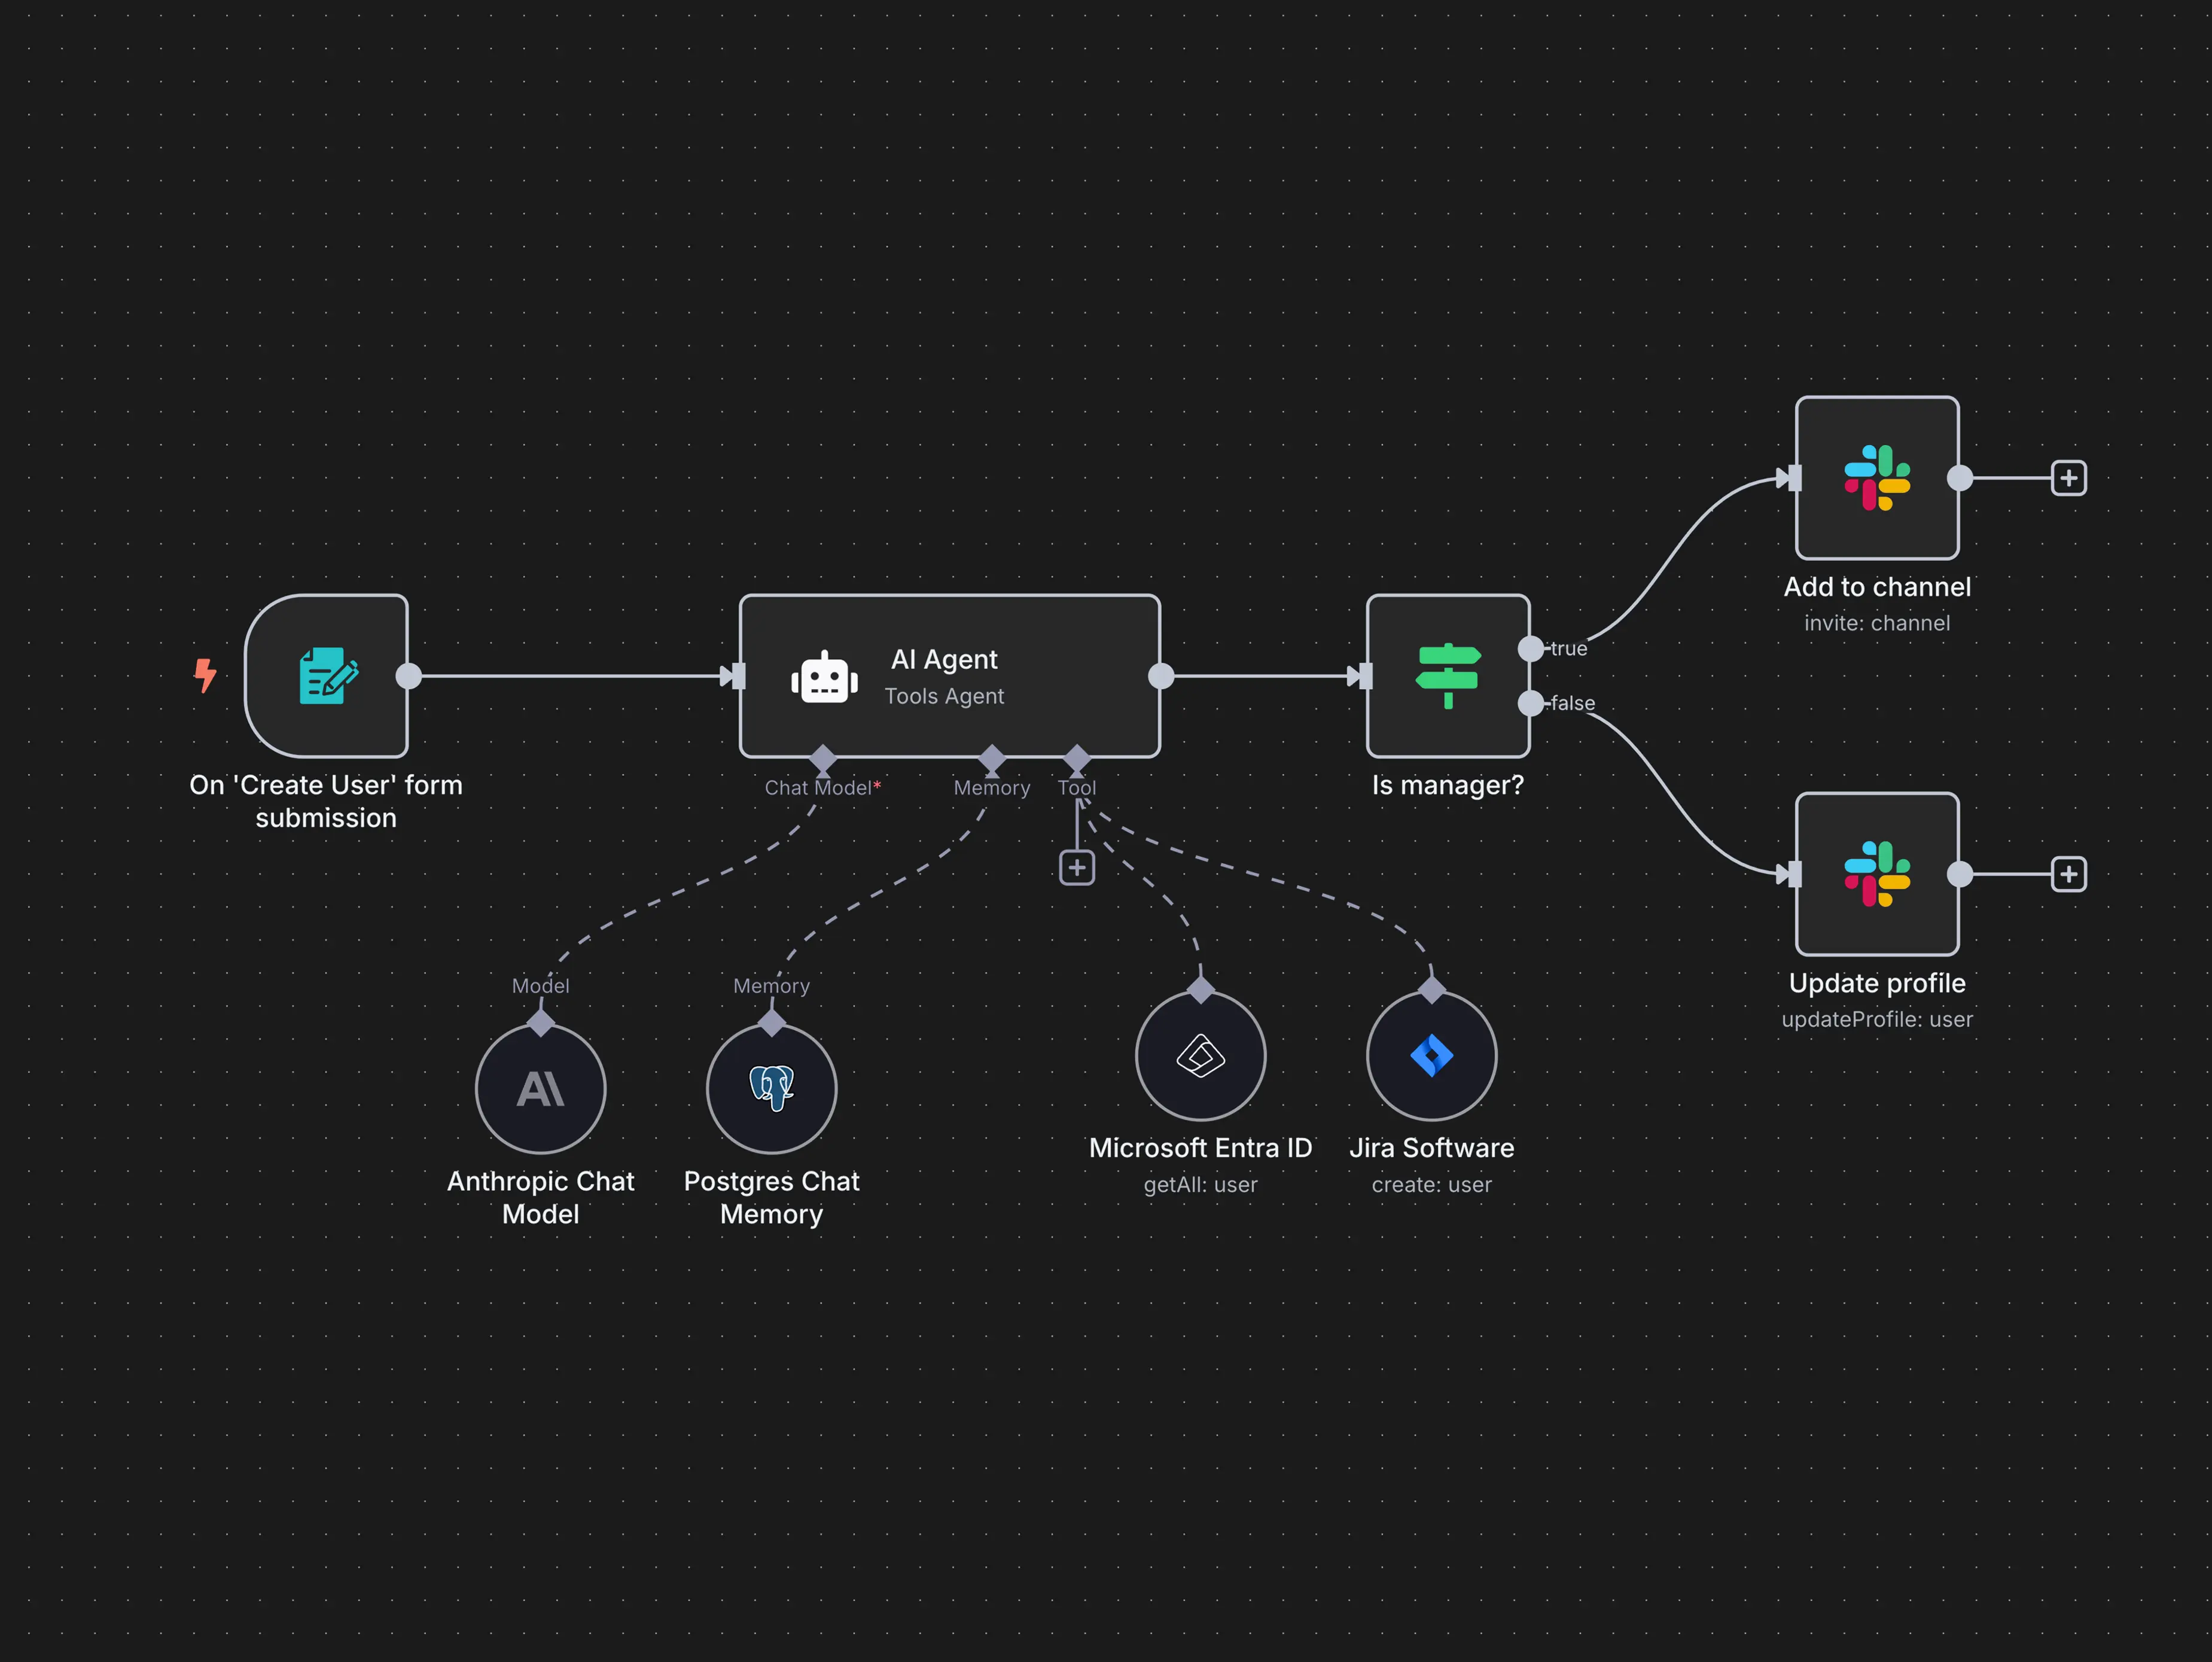 On 'Create User' form
submission
AI Agent
Tools Agent
Chat Model*
Memory
Tool
Is manager?
true
false
Add to channel
invite: channel
Update profile
updateProfile: user
Model
Memory
Anthropic Chat
Model
Postgres Chat
Memory
Microsoft Entra ID
getAll: user
Jira Software
create: user